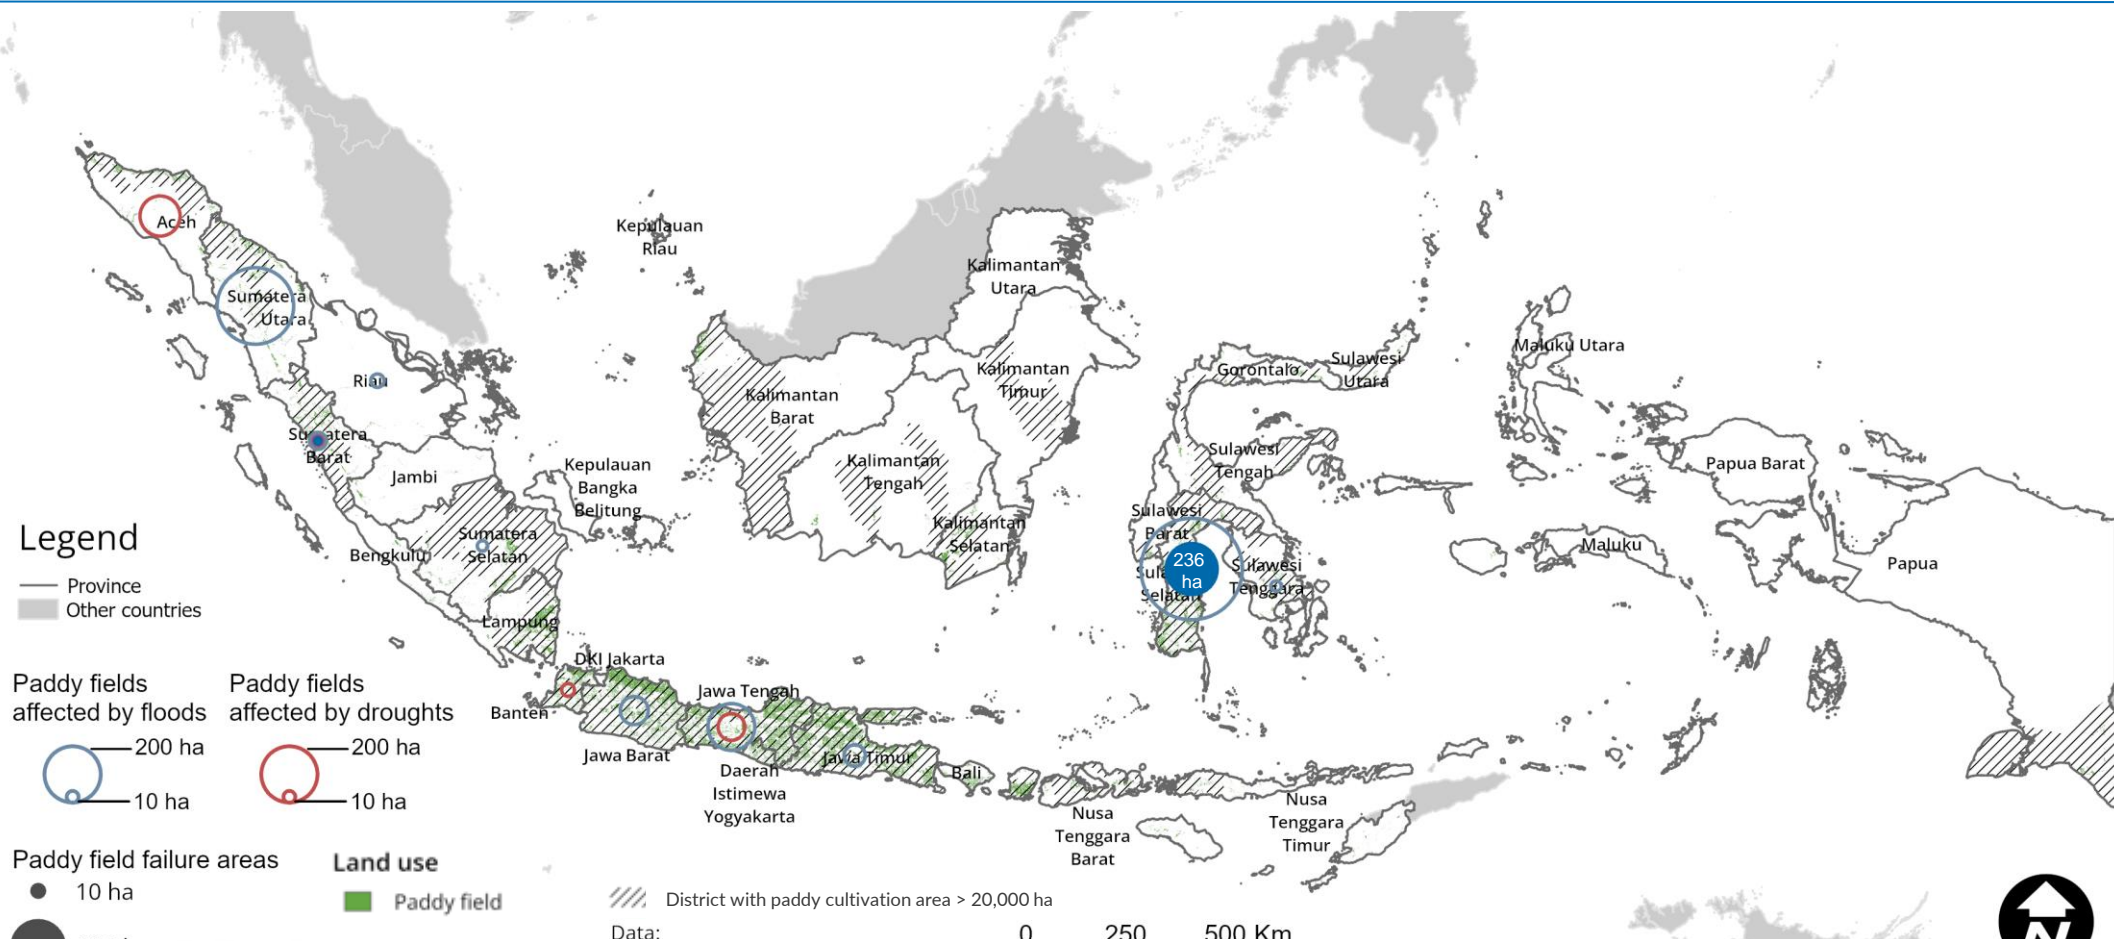 Aceh
Sumatera
Utara
Kepulauan
Riau
Riau
Sumatera
Barat
Jambi
Kepulauan
Bangka
Belitung
Bengkulu
Sumatera
Selatan
Lampung
Kalimantan
Utara
Kalimantan
Timur
Kalimantan
Barat
Kalimantan
Tengah
Kalimantan
Selatan
Gorontalo
Sulawesi
Utara
Sulawesi
Tengah
Sulawesi
Barat
236
ha
Selatan
Sulawesi
Tenggara
Maluku Utara
Papua Barat
Maluku
Papua
DKI Jakarta
Banten
Jawa Barat
Jawa Tengah
Daerah
Istimewa
Yogyakarta
Jawa Timur
Bali
Nusa
Tenggara
Barat
Nusa
Tenggara
Timur
Legend
Province
Other countries
Paddy fields
affected by floods
200 ha
10 ha
Paddy fields
affected by droughts
200 ha
10 ha
Paddy field failure areas
10 ha
Land use
Paddy field
District with paddy cultivation area > 20,000 ha
Data:
0 250 500 Km
N